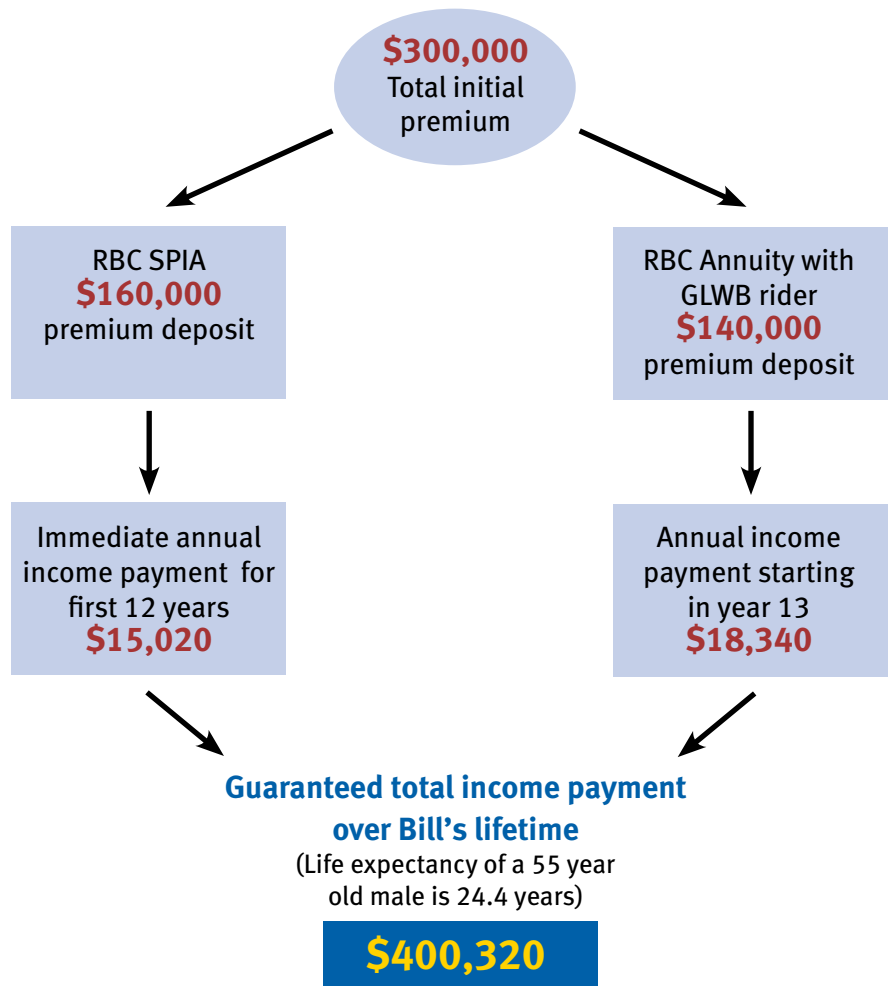 $300,000
Total initial
premium
RBC SPIA
$160,000
premium deposit
RBC Annuity with
GLWB rider
$140,000
premium deposit
Immediate annual
income payment for
first 12 years
$15,020
Annual income
payment starting
in year 13
$18,340
Guaranteed total income payment
over Bill’s lifetime
(Life expectancy of a 55 year
old male is 24.4 years)
$400,320